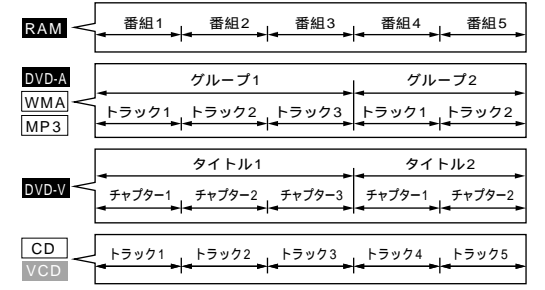 RAM 番組1 番組2 番組3 番組4 番組5
DVD-A グループ1 グループ2
WMA トラック1 トラック2 トラック3 トラック1 トラック2
MP3
タイトル1 タイトル2
DVD-V チャプター1 チャプター2 チャプター3 チャプター1 チャプター2
CD トラック1 トラック2 トラック3 トラック4 トラック5
VCD